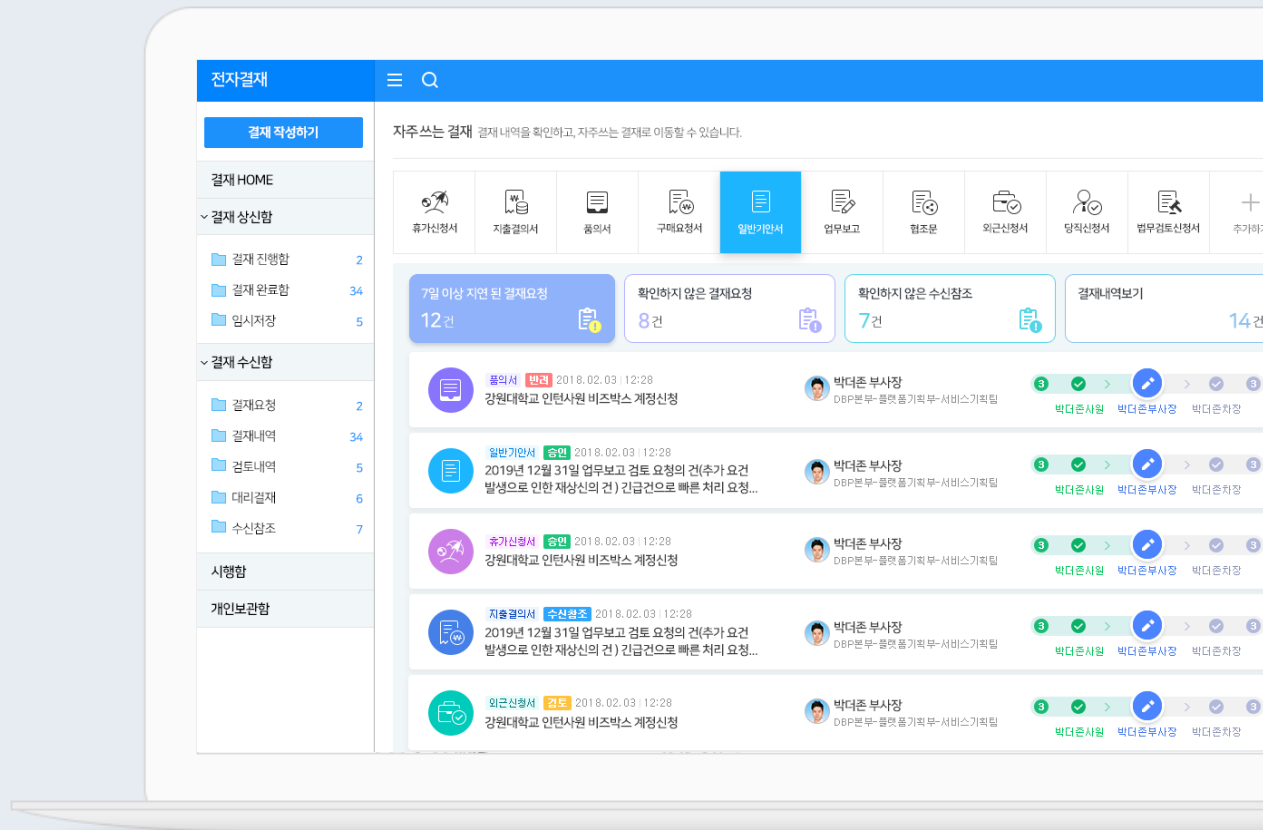 전자결재
결재 작성하기
결재 HOME
결재 상신함
결재 진행함 2
결재 완료함 34
임시저장 5
결재 수신함
결재요청 2
결재내역 34
검토내역 5
대리결재 6
수신참조 7
시행함
개인보관함
자주쓰는 결재 결재 내역을 확인하고, 자주쓰는 결재로 이동할 수 있습니다.
휴가신청서 지출결의서 품의서 구매요청서 일반기안서 업무보고 협조문 외근신청서 당직신청서 법무검토신청서 추가하기
7일 이상 지연 된 결재요청
12건
확인하지 않은 결재요청
8건
확인하지 않은 수신참조
7건
결재내역보기
14건
품의서 반려 2018.02.03 | 12:28
강원대학교 인턴사원 비즈박스 계정신청
박더존 부사장
DBP본부-플랫폼기획부-서비스기획팀
3 3
박더존사원 박더존부사장 박더존차장
일반기안서 승인 2018.02.03 | 12:28
2019년 12월 31일 업무보고 검토 요청의 건(추가 요건
발생으로 인한 재상신의 건 ) 긴급건으로 빠른 처리 요청...
박더존 부사장
DBP본부-플랫폼기획부-서비스기획팀
3 3
박더존사원 박더존부사장 박더존차장
휴가신청서 승인 2018.02.03 | 12:28
강원대학교 인턴사원 비즈박스 계정신청
박더존 부사장
DBP본부-플랫폼기획부-서비스기획팀
3 3
박더존사원 박더존부사장 박더존차장
지출결의서 수신참조 2018.02.03 | 12:28
2019년 12월 31일 업무보고 검토 요청의 건(추가 요건
발생으로 인한 재상신의 건 ) 긴급건으로 빠른 처리 요청...
박더존 부사장
DBP본부-플랫폼기획부-서비스기획팀
3 3
박더존사원 박더존부사장 박더존차장
외근신청서 검토 2018.02.03 | 12:28
강원대학교 인턴사원 비즈박스 계정신청
박더존 부사장
DBP본부-플랫폼기획부-서비스기획팀
3 3
박더존사원 박더존부사장 박더존차장